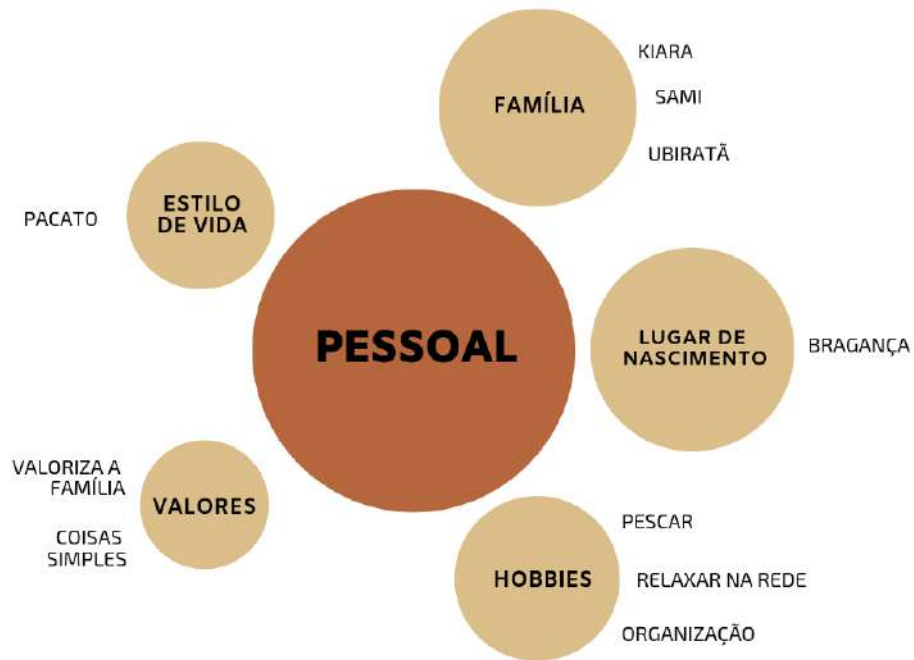 KIARA
FAMÍLIA
SAMI
UBIRATÃ
ESTILO
DE VIDA
PACATO
PESSOAL
LUGAR DE
NASCIMENTO
BRAGANÇA
VALORIZA A
FAMÍLIA
VALORES
COISAS
SIMPLES
PESCAR
HOBBIES
RELAXAR NA REDE
ORGANIZAÇÃO